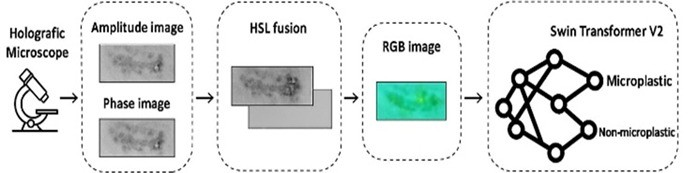 Holografic
Microscope
Amplitude image
Phase image
HSL fusion
RGB image
Swin Transformer V2
Microplastic
Non-microplastic